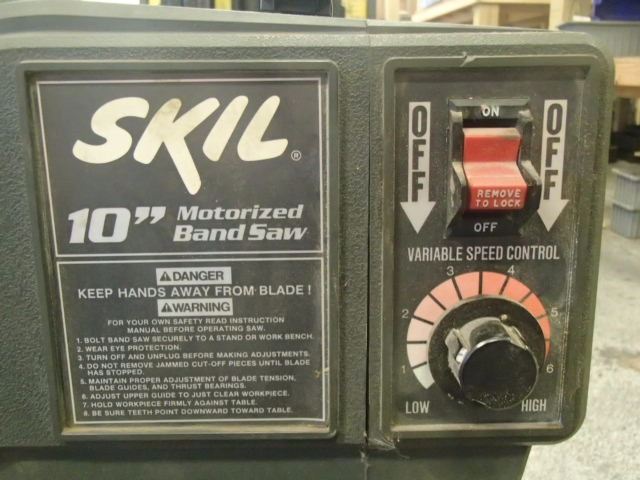 SKIL®
10" Motorized
Band Saw
DANGER
KEEP HANDS AWAY FROM BLADE!
WARNING
FOR YOUR OWN SAFETY READ INSTRUCTION
MANUAL BEFORE OPERATING SAW.
1. BOLT BAND SAW SECURELY TO A STAND OR WORK BENCH.
2. WEAR EYE PROTECTION.
3. TURN OFF AND UNPLUG BEFORE MAKING ADJUSTMENTS.
4. DO NOT REMOVE JAMMED CUT-OFF PIECES UNTIL BLADE
HAS STOPPED.
5. MAINTAIN PROPER ADJUSTMENT OF BLADE TENSION,
BLADE GUIDES, AND THRUST BEARINGS.
6. ADJUST UPPER GUIDE TO JUST CLEAR WORKPIECE.
7. HOLD WORKPIECE FIRMLY AGAINST TABLE.
8. BE SURE TEETH POINT DOWNWARD TOWARD TABLE.
OFF
ON
REMOVE
TO LOCK
OFF
OFF
VARIABLE SPEED CONTROL
1 2 3 4 5 6
LOW HIGH